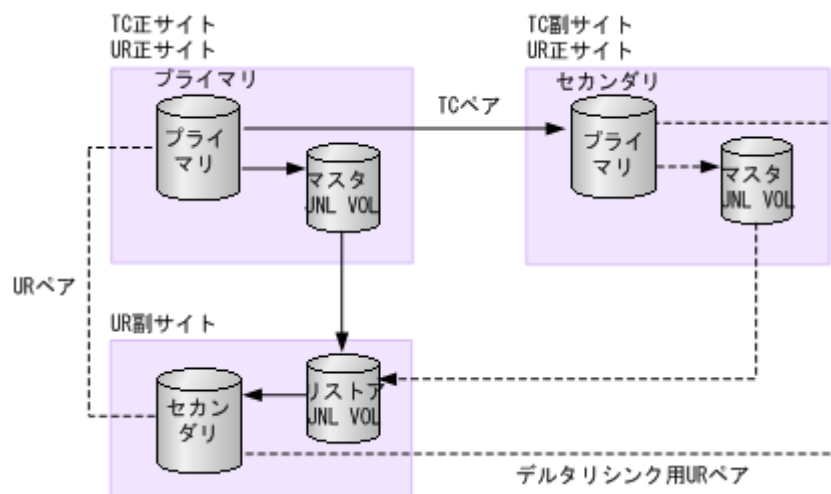 TC正サイト
UR正サイト
プライマリ
プライ
マリ
マスタ
JNL VOL
TCペア
TC副サイト
UR正サイト
セカンダリ
プライ
マリ
マスタ
JNL VOL
URペア
UR副サイト
セカン
ダリ
リストア
JNL VOL
デルタリシンク用URペア